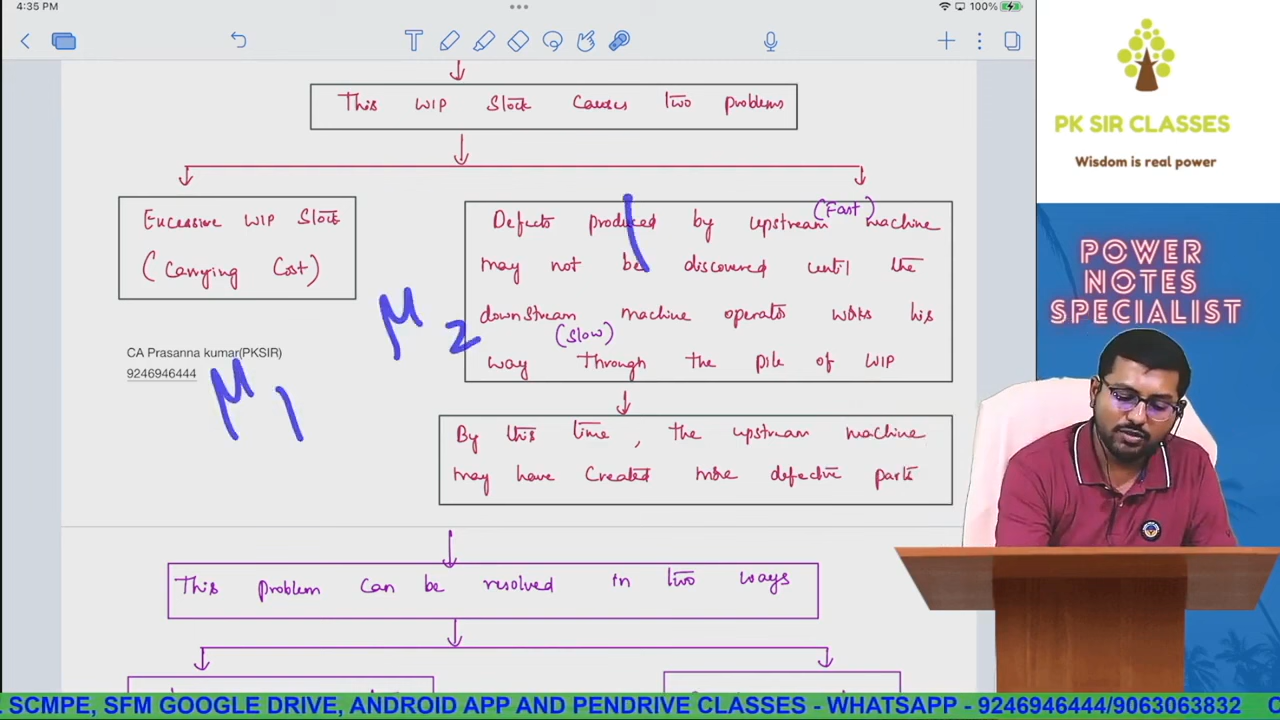 4:35 PM
100%
This WIP Stock Causes two problems
Excessive WIP Stock
(Carrying Cost)
Defects produced by upstream (Fast) machine
may not be discovered until the
downstream machine operator works his
(Slow)
way through the pile of WIP
M2
CA Prasanna kumar(PKSIR)
9246946444
M1
By this time, the upstream machine
may have Created more defective parts
This problem can be resolved in two ways
PK SIR CLASSES
Wisdom is real power
POWER
NOTES
SPECIALIST
SCMPE, SFM GOOGLE DRIVE, ANDROID APP AND PENDRIVE CLASSES - WHATSAPP - 9246946444/9063063832